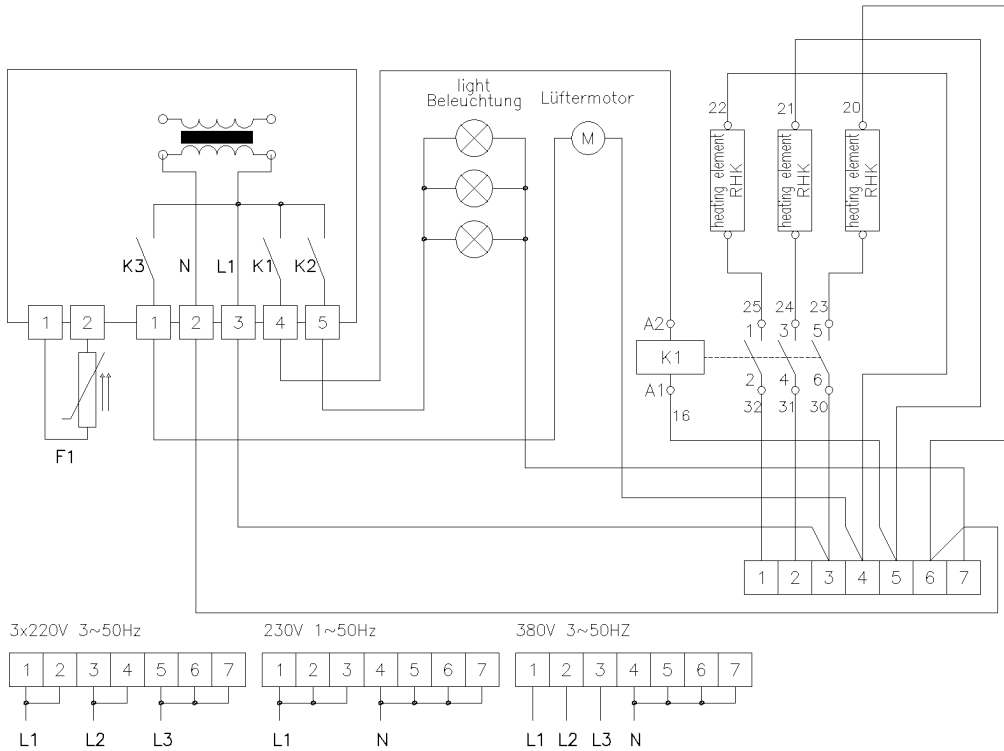 light
Beleuchtung
Lüftermotor
M
22
21
20
heating element
RHK
heating element
RHK
heating element
RHK
K3
N
L1
K1
K2
1 2 1 2 3 4 5
F1
25 24 23
A2
1 3 5
K1
2 4 6
A1
32 31 30
16
1 2 3 4 5 6 7
3x220V 3~50Hz
1 2 3 4 5 6 7
L1 L2 L3
230V 1~50Hz
1 2 3 4 5 6 7
L1 N
380V 3~50HZ
1 2 3 4 5 6 7
L1 L2 L3 N